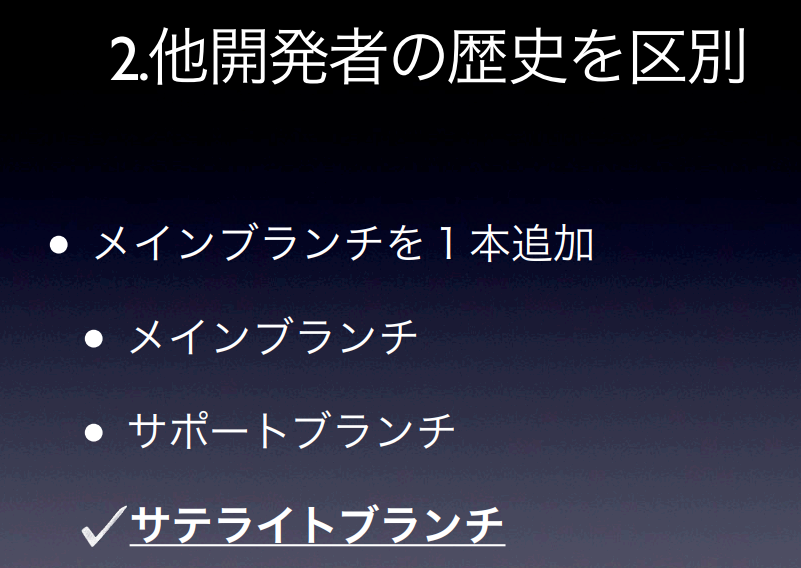 2.他開発者の歴史を区別
● メインブランチを1本追加
● メインブランチ
● サポートブランチ
✓サテライトブランチ